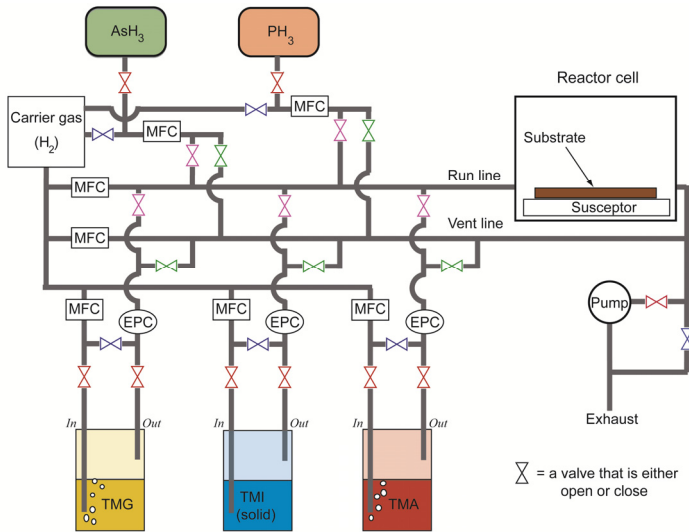 AsH3
PH3
Reactor cell
Carrier gas
(H2)
MFC
MFC
Substrate
MFC
Run line
Susceptor
MFC
Vent line
MFC
EPC
MFC
EPC
MFC
EPC
Pump
In
Out
In
Out
In
Out
Exhaust
TMG
TMI
(solid)
TMA
= a valve that is either
open or close